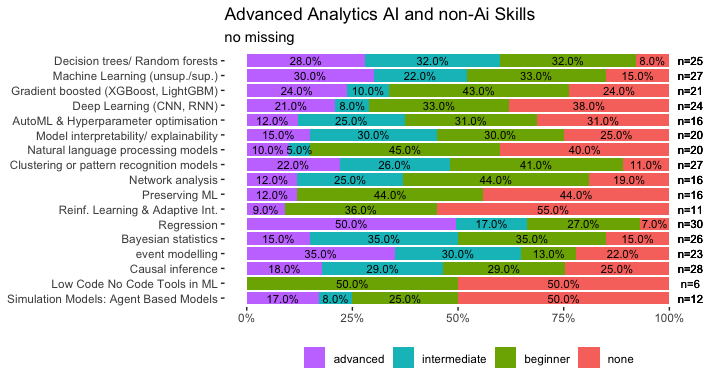 Advanced Analytics AI and non-Ai Skills
no missing
Decision trees/ Random forests 28.0% 32.0% 32.0% 8.0% n=25
Machine Learning (unsup./sup.) 30.0% 22.0% 33.0% 15.0% n=27
Gradient boosted (XGBoost, LightGBM) 24.0% 10.0% 43.0% 24.0% n=21
Deep Learning (CNN, RNN) 21.0% 8.0% 33.0% 38.0% n=24
AutoML & Hyperparameter optimisation 12.0% 25.0% 31.0% 31.0% n=16
Model interpretability/ explainability 15.0% 30.0% 30.0% 25.0% n=20
Natural language processing models 10.0% 5.0% 45.0% 40.0% n=20
Clustering or pattern recognition models 22.0% 26.0% 41.0% 11.0% n=27
Network analysis 12.0% 25.0% 44.0% 19.0% n=16
Preserving ML 12.0% 44.0% 44.0% n=16
Reinf. Learning & Adaptive Int. 9.0% 36.0% 55.0% n=11
Regression 50.0% 17.0% 27.0% 7.0% n=30
Bayesian statistics 15.0% 35.0% 35.0% 15.0% n=26
event modelling 35.0% 30.0% 13.0% 22.0% n=23
Causal inference 18.0% 29.0% 29.0% 25.0% n=28
Low Code No Code Tools in ML 50.0% 50.0% n=6
Simulation Models: Agent Based Models 17.0% 8.0% 25.0% 50.0% n=12
0% 25% 50% 75% 100%
advanced intermediate beginner none